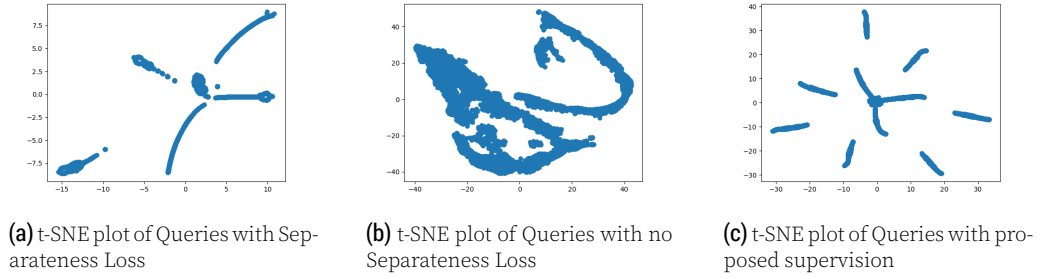 7.5
5.0
2.5
0.0
−2.5
−5.0
−7.5
−15 −10 −5 0 5 10
40
20
0
−20
−40
−40 −20 0 20 40
40
30
20
10
0
−10
−20
−30
−30 −20 −10 0 10 20 30
(a) t-SNE plot of Queries with Sep-
arateness Loss
(b) t-SNE plot of Queries with no
Separateness Loss
(c) t-SNE plot of Queries with pro-
posed supervision